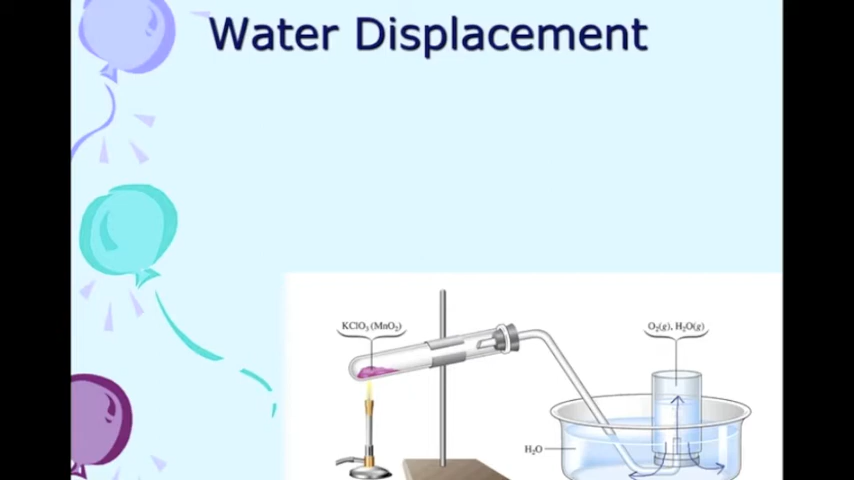 Water Displacement
KClO₃ (MnO₂)
O₂(g), H₂O(g)
H₂O